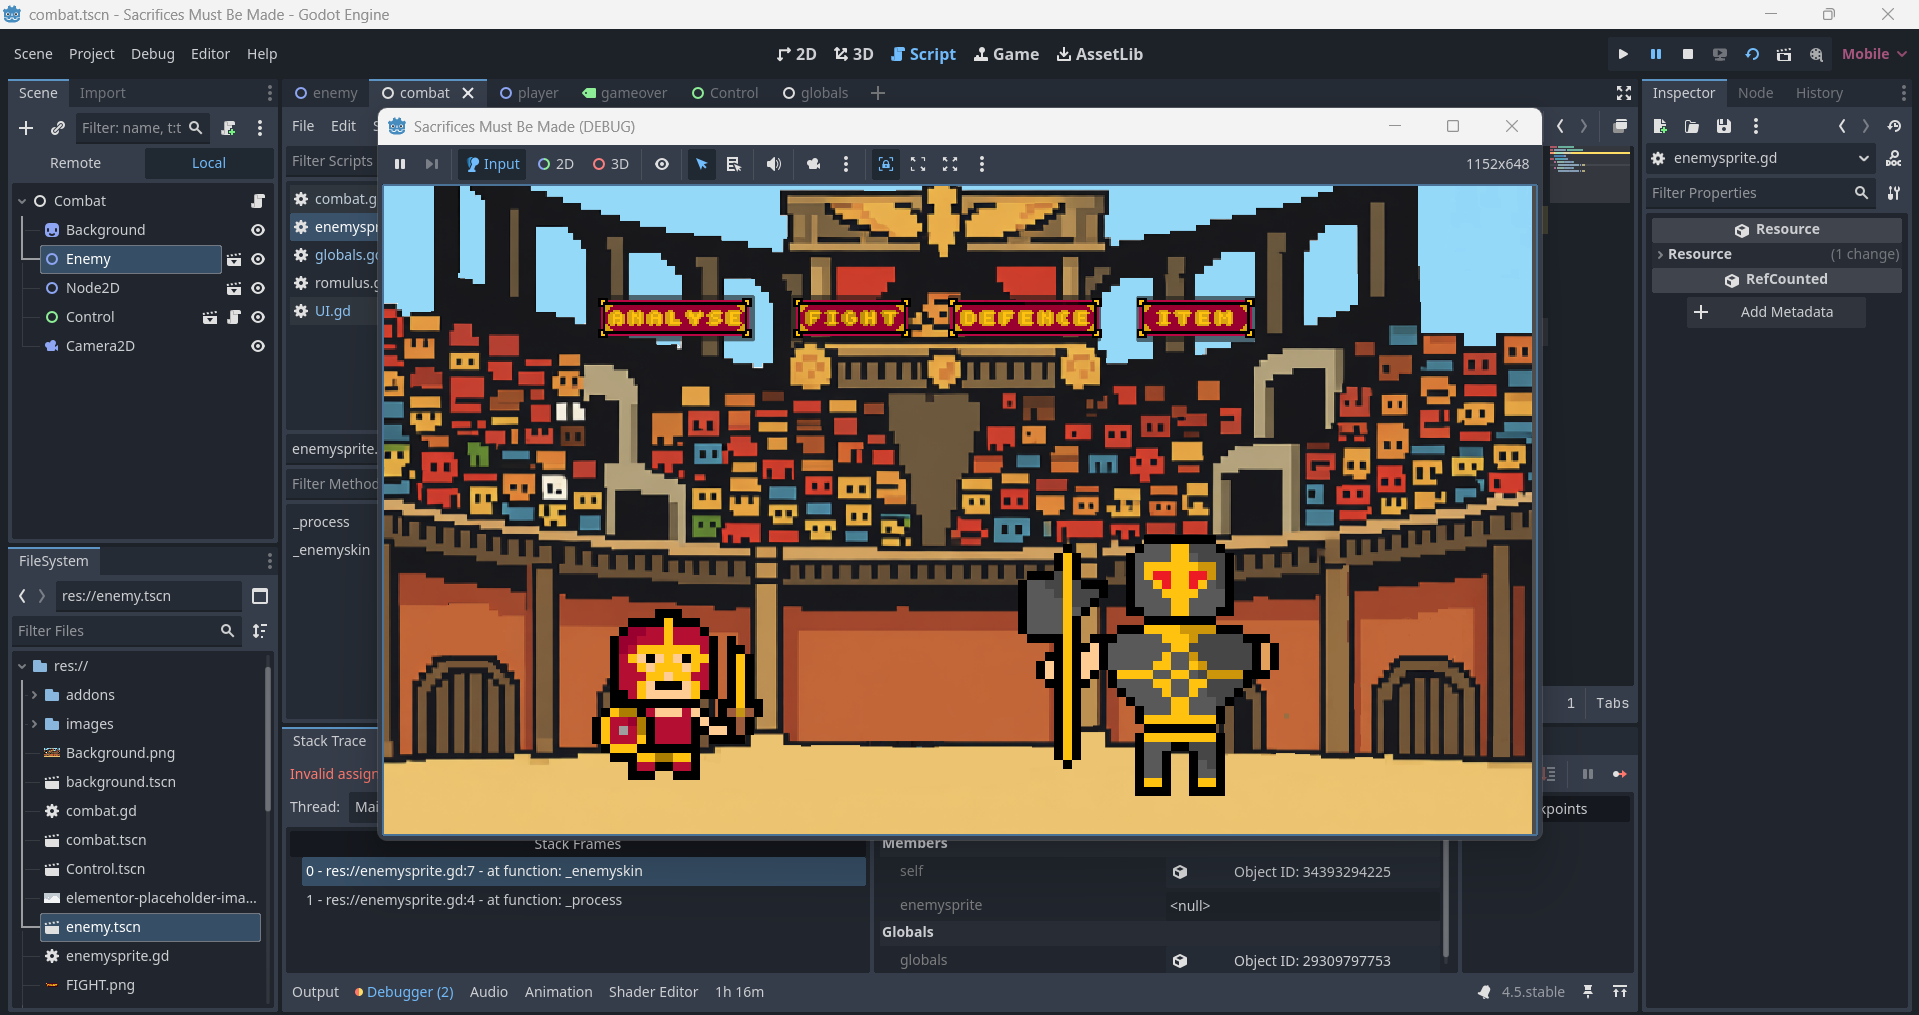 combat.tscn - Sacrifices Must Be Made - Godot Engine
Scene Project Debug Editor Help
2D 3D Script Game AssetLib
Mobile
Scene Import
Filter: name, t:t
Remote Local
Combat
Background
Enemy
Node2D
Control
Camera2D
FileSystem
res://enemy.tscn
Filter Files
res://
addons
images
Background.png
background.tscn
combat.gd
combat.tscn
Control.tscn
elementor-placeholder-ima...
enemy.tscn
enemysprite.gd
FIGHT.png
enemy combat player gameover Control globals
File Edit
Filter Scripts
combat.g
enemyspr
globals.g
romulus.g
UI.gd
enemysprite.
Filter Method
_process
_enemyskin
Sacrifices Must Be Made (DEBUG)
Input 2D 3D
1152x648
ANALYSE FIGHT DEFENCE ITEM
1 Tabs
Stack Trace
Invalid assign
Thread: Mai
kpoints
Stack Frames
0 - res://enemysprite.gd:7 - at function: _enemyskin
1 - res://enemysprite.gd:4 - at function: _process
Members
self Object ID: 34393294225
enemysprite <null>
Globals
globals Object ID: 29309797753
Output Debugger (2) Audio Animation Shader Editor 1h 16m
4.5.stable
Inspector Node History
enemysprite.gd
DOC
Filter Properties
Resource
Resource (1 change)
RefCounted
Add Metadata